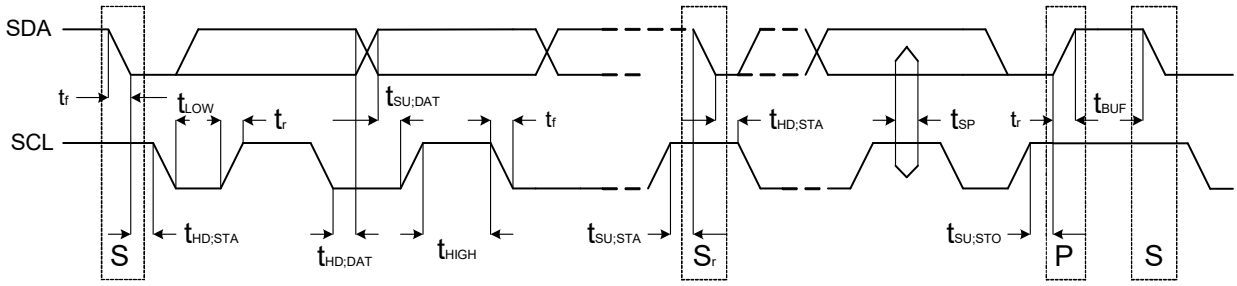 SDA
tf tLOW tr tSU;DAT tf tHD;STA tSP tr tBUF
SCL
tHD;STA tHD;DAT tHIGH tSU;STA tSU;STO
S Sr P S